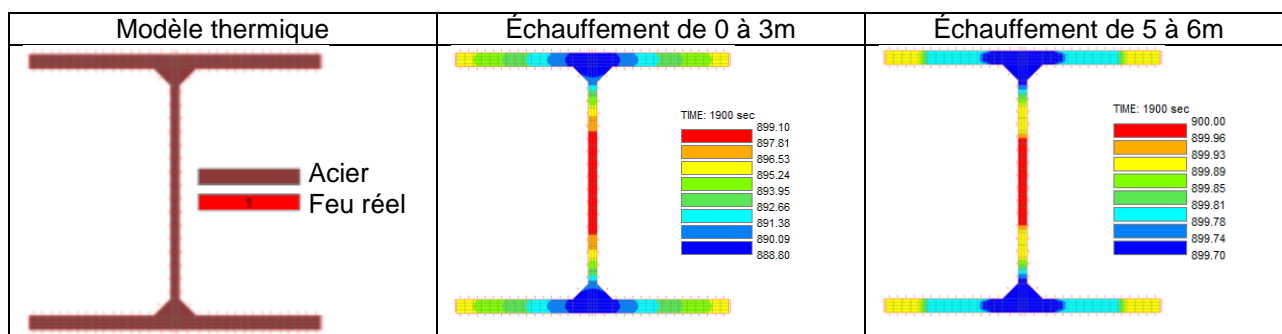 Modèle thermique
Échauffement de 0 à 3m
Échauffement de 5 à 6m
Acier
1
Feu réel
TIME: 1900 sec
899.10
897.81
896.53
895.24
893.95
892.66
891.38
890.09
888.80
TIME: 1900 sec
900.00
899.96
899.93
899.89
899.85
899.81
899.78
899.74
899.70